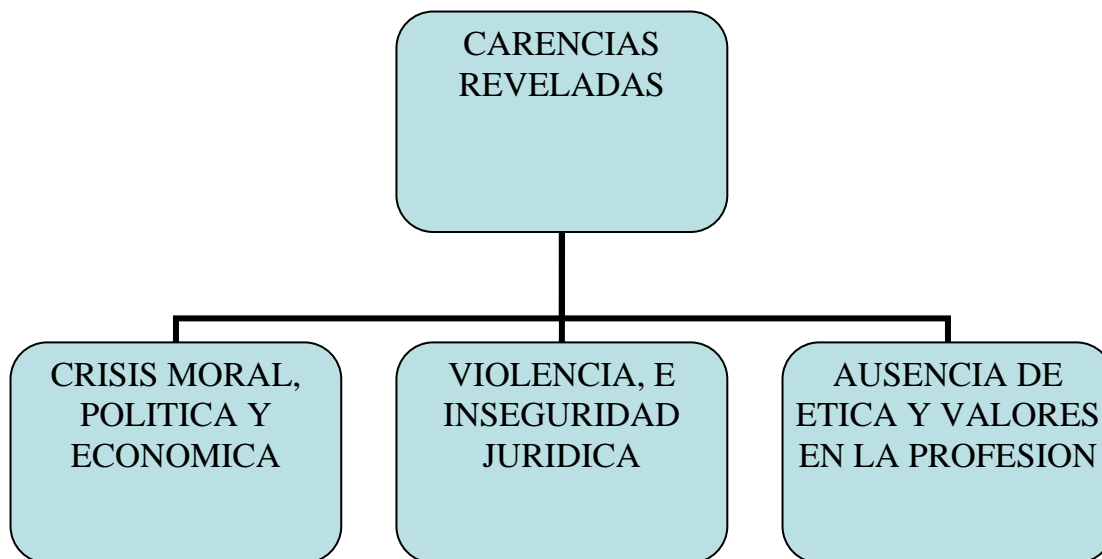 CARENCIAS
REVELADAS
CRISIS MORAL,
POLITICA Y
ECONOMICA
VIOLENCIA, E
INSEGURIDAD
JURIDICA
AUSENCIA DE
ETICA Y VALORES
EN LA PROFESION